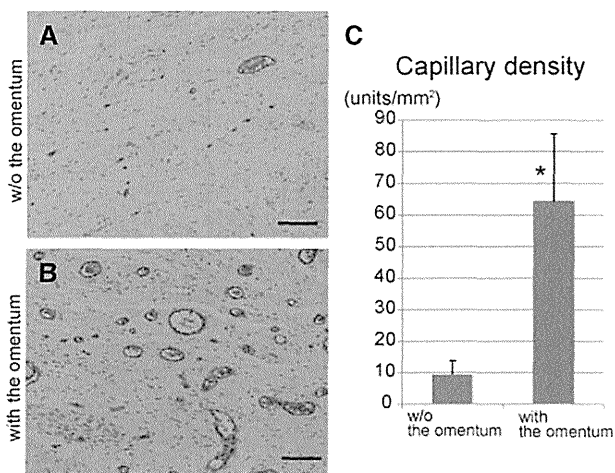 A
w/o the omentum
B
with the omentum
C
Capillary density
(units/mm²)
90
80
70
60
50
40
30
20
10
0
*
w/o
the omentum
with
the omentum